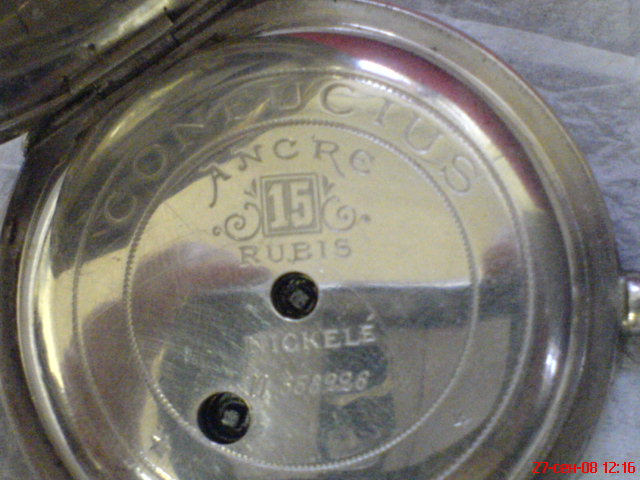 CONFUCIUS
ANCRE
15
RUBIS
NICKELÉ
27-сен-08 12:16